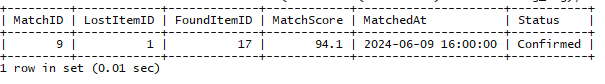 | MatchID | LostItemID | FoundItemID | MatchScore | MatchedAt | Status |
| 9 | 1 | 17 | 94.1 | 2024-06-09 16:00:00 | Confirmed |
1 row in set (0.01 sec)